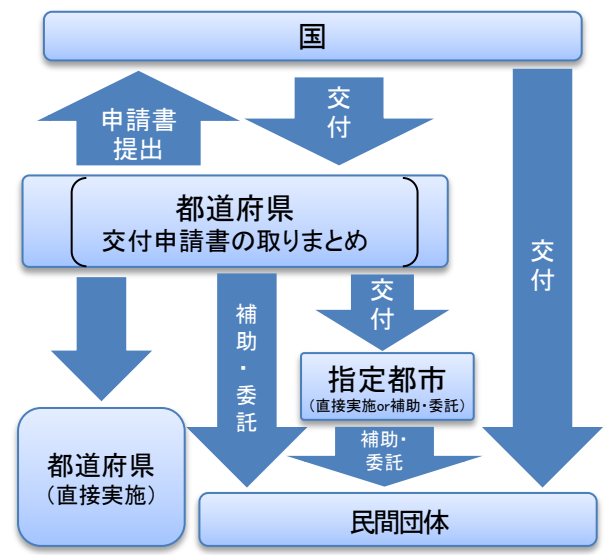 国
申請書
提出
交付
都道府県
交付申請書の取りまとめ
交付
補助・委託
交付
指定都市
（直接実施or補助・委託）
補助・
委託
都道府県
（直接実施）
民間団体